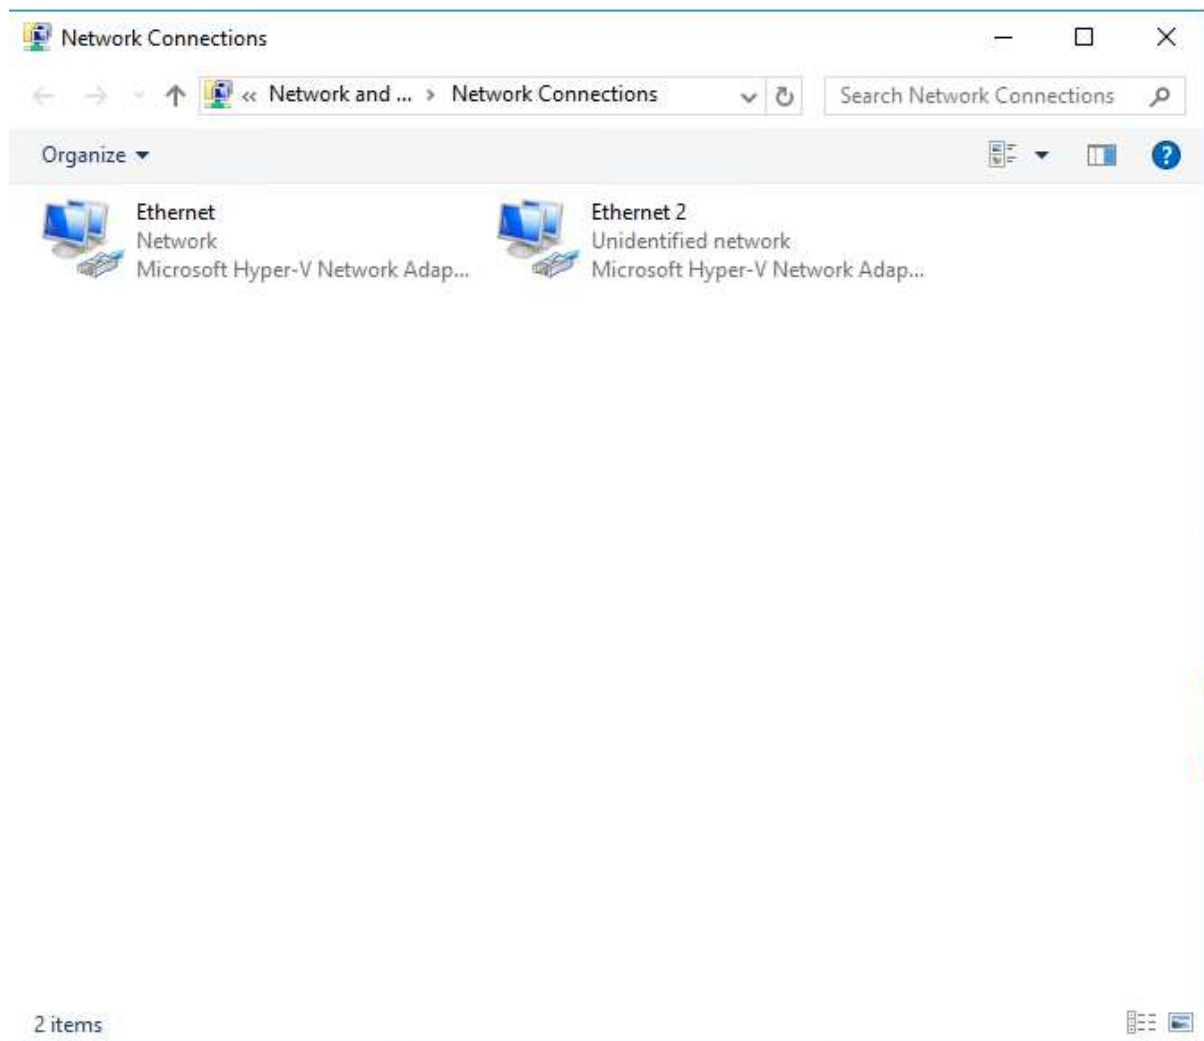 Network Connections
« Network and ... > Network Connections
Search Network Connections
Organize
?
Ethernet
Network
Microsoft Hyper-V Network Adap...
Ethernet 2
Unidentified network
Microsoft Hyper-V Network Adap...
2 items